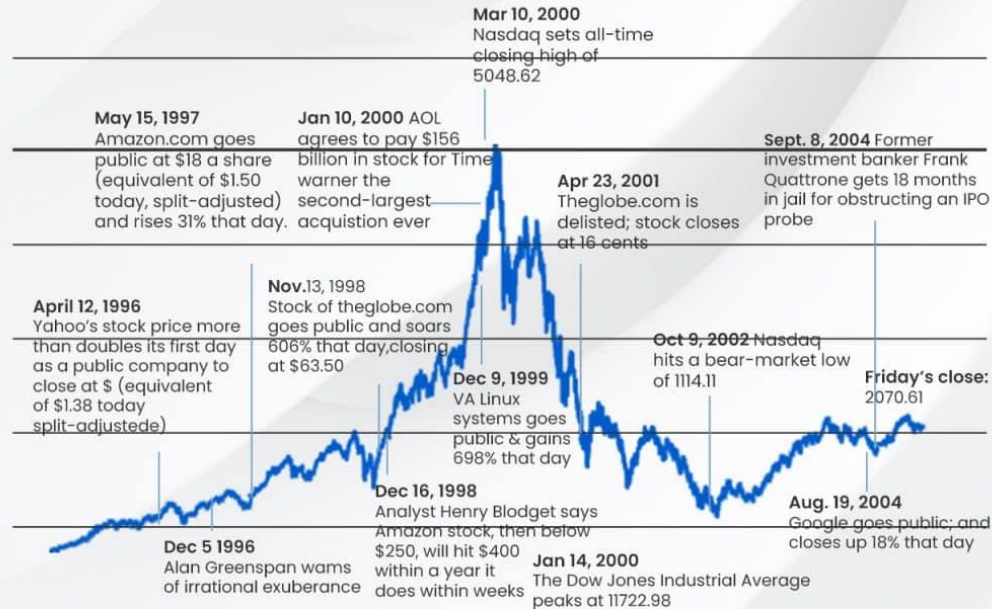 Mar 10, 2000
Nasdaq sets all-time
closing high of
5048.62
May 15, 1997
Amazon.com goes
public at $18 a share
(equivalent of $1.50
today, split-adjusted)
and rises 31% that day.
Jan 10, 2000 AOL
agrees to pay $156
billion in stock for Time
warner the
second-largest
acquistion ever
Apr 23, 2001
Theglobe.com is
delisted; stock closes
at 16 cents
Sept. 8, 2004 Former
investment banker Frank
Quattrone gets 18 months
in jail for obstructing an IPO
probe
April 12, 1996
Yahoo's stock price more
than doubles its first day
as a public company to
close at $ (equivalent
of $1.38 today
split-adjustede)
Nov.13, 1998
Stock of theglobe.com
goes public and soars
606% that day,closing
at $63.50
Dec 9, 1999
VA Linux
systems goes
public & gains
698% that day
Oct 9, 2002 Nasdaq
hits a bear-market low
of 1114.11
Friday's close:
2070.61
Dec 5 1996
Alan Greenspan wams
of irrational exuberance
Dec 16, 1998
Analyst Henry Blodget says
Amazon stock, then below
$250, will hit $400
within a year it
does within weeks
Jan 14, 2000
The Dow Jones Industrial Average
peaks at 11722.98
Aug. 19, 2004
Google goes public; and
closes up 18% that day